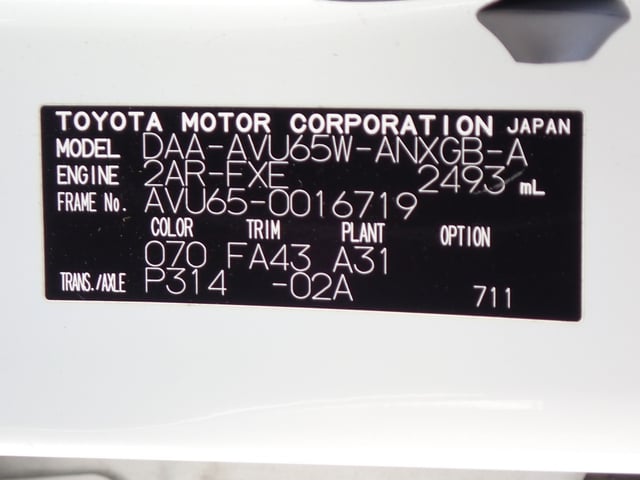 TOYOTA MOTOR CORPORATION JAPAN
MODEL DAA-AVU65W-ANXGB-A
ENGINE 2AR-FXE 2493 mL
FRAME No. AVU65-0016719
COLOR TRIM PLANT OPTION
070 FA43 A31
TRANS./AXLE P314 -02A 711